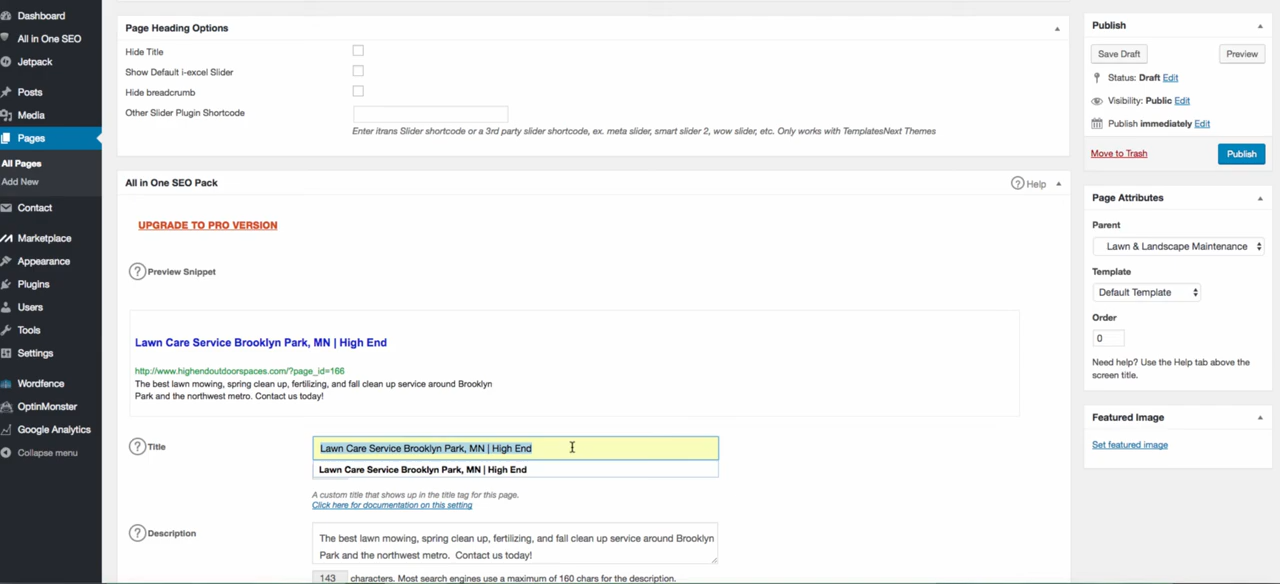 Dashboard
All in One SEO
Jetpack
Posts
Media
Pages
All Pages
Add New
Contact
Marketplace
Appearance
Plugins
Users
Tools
Settings
Wordfence
OptinMonster
Google Analytics
Collapse menu
Page Heading Options
Hide Title
Show Default i-excel Slider
Hide breadcrumb
Other Slider Plugin Shortcode
Enter itrans Slider shortcode or a 3rd party slider shortcode, ex. meta slider, smart slider 2, wow slider, etc. Only works with TemplatesNext Themes
All in One SEO Pack
? Help
UPGRADE TO PRO VERSION
? Preview Snippet
Lawn Care Service Brooklyn Park, MN | High End
http://www.highendoutdoorspaces.com/?page_id=166
The best lawn mowing, spring clean up, fertilizing, and fall clean up service around Brooklyn
Park and the northwest metro. Contact us today!
? Title
Lawn Care Service Brooklyn Park, MN | High End
Lawn Care Service Brooklyn Park, MN | High End
A custom title that shows up in the title tag for this page.
Click here for documentation on this setting
? Description
The best lawn mowing, spring clean up, fertilizing, and fall clean up service around Brooklyn
Park and the northwest metro.  Contact us today!
143 characters. Most search engines use a maximum of 160 chars for the description.
Publish
Save Draft
Preview
Status: Draft Edit
Visibility: Public Edit
Publish immediately Edit
Move to Trash
Publish
Page Attributes
Parent
Lawn & Landscape Maintenance
Template
Default Template
Order
0
Need help? Use the Help tab above the
screen title.
Featured Image
Set featured image